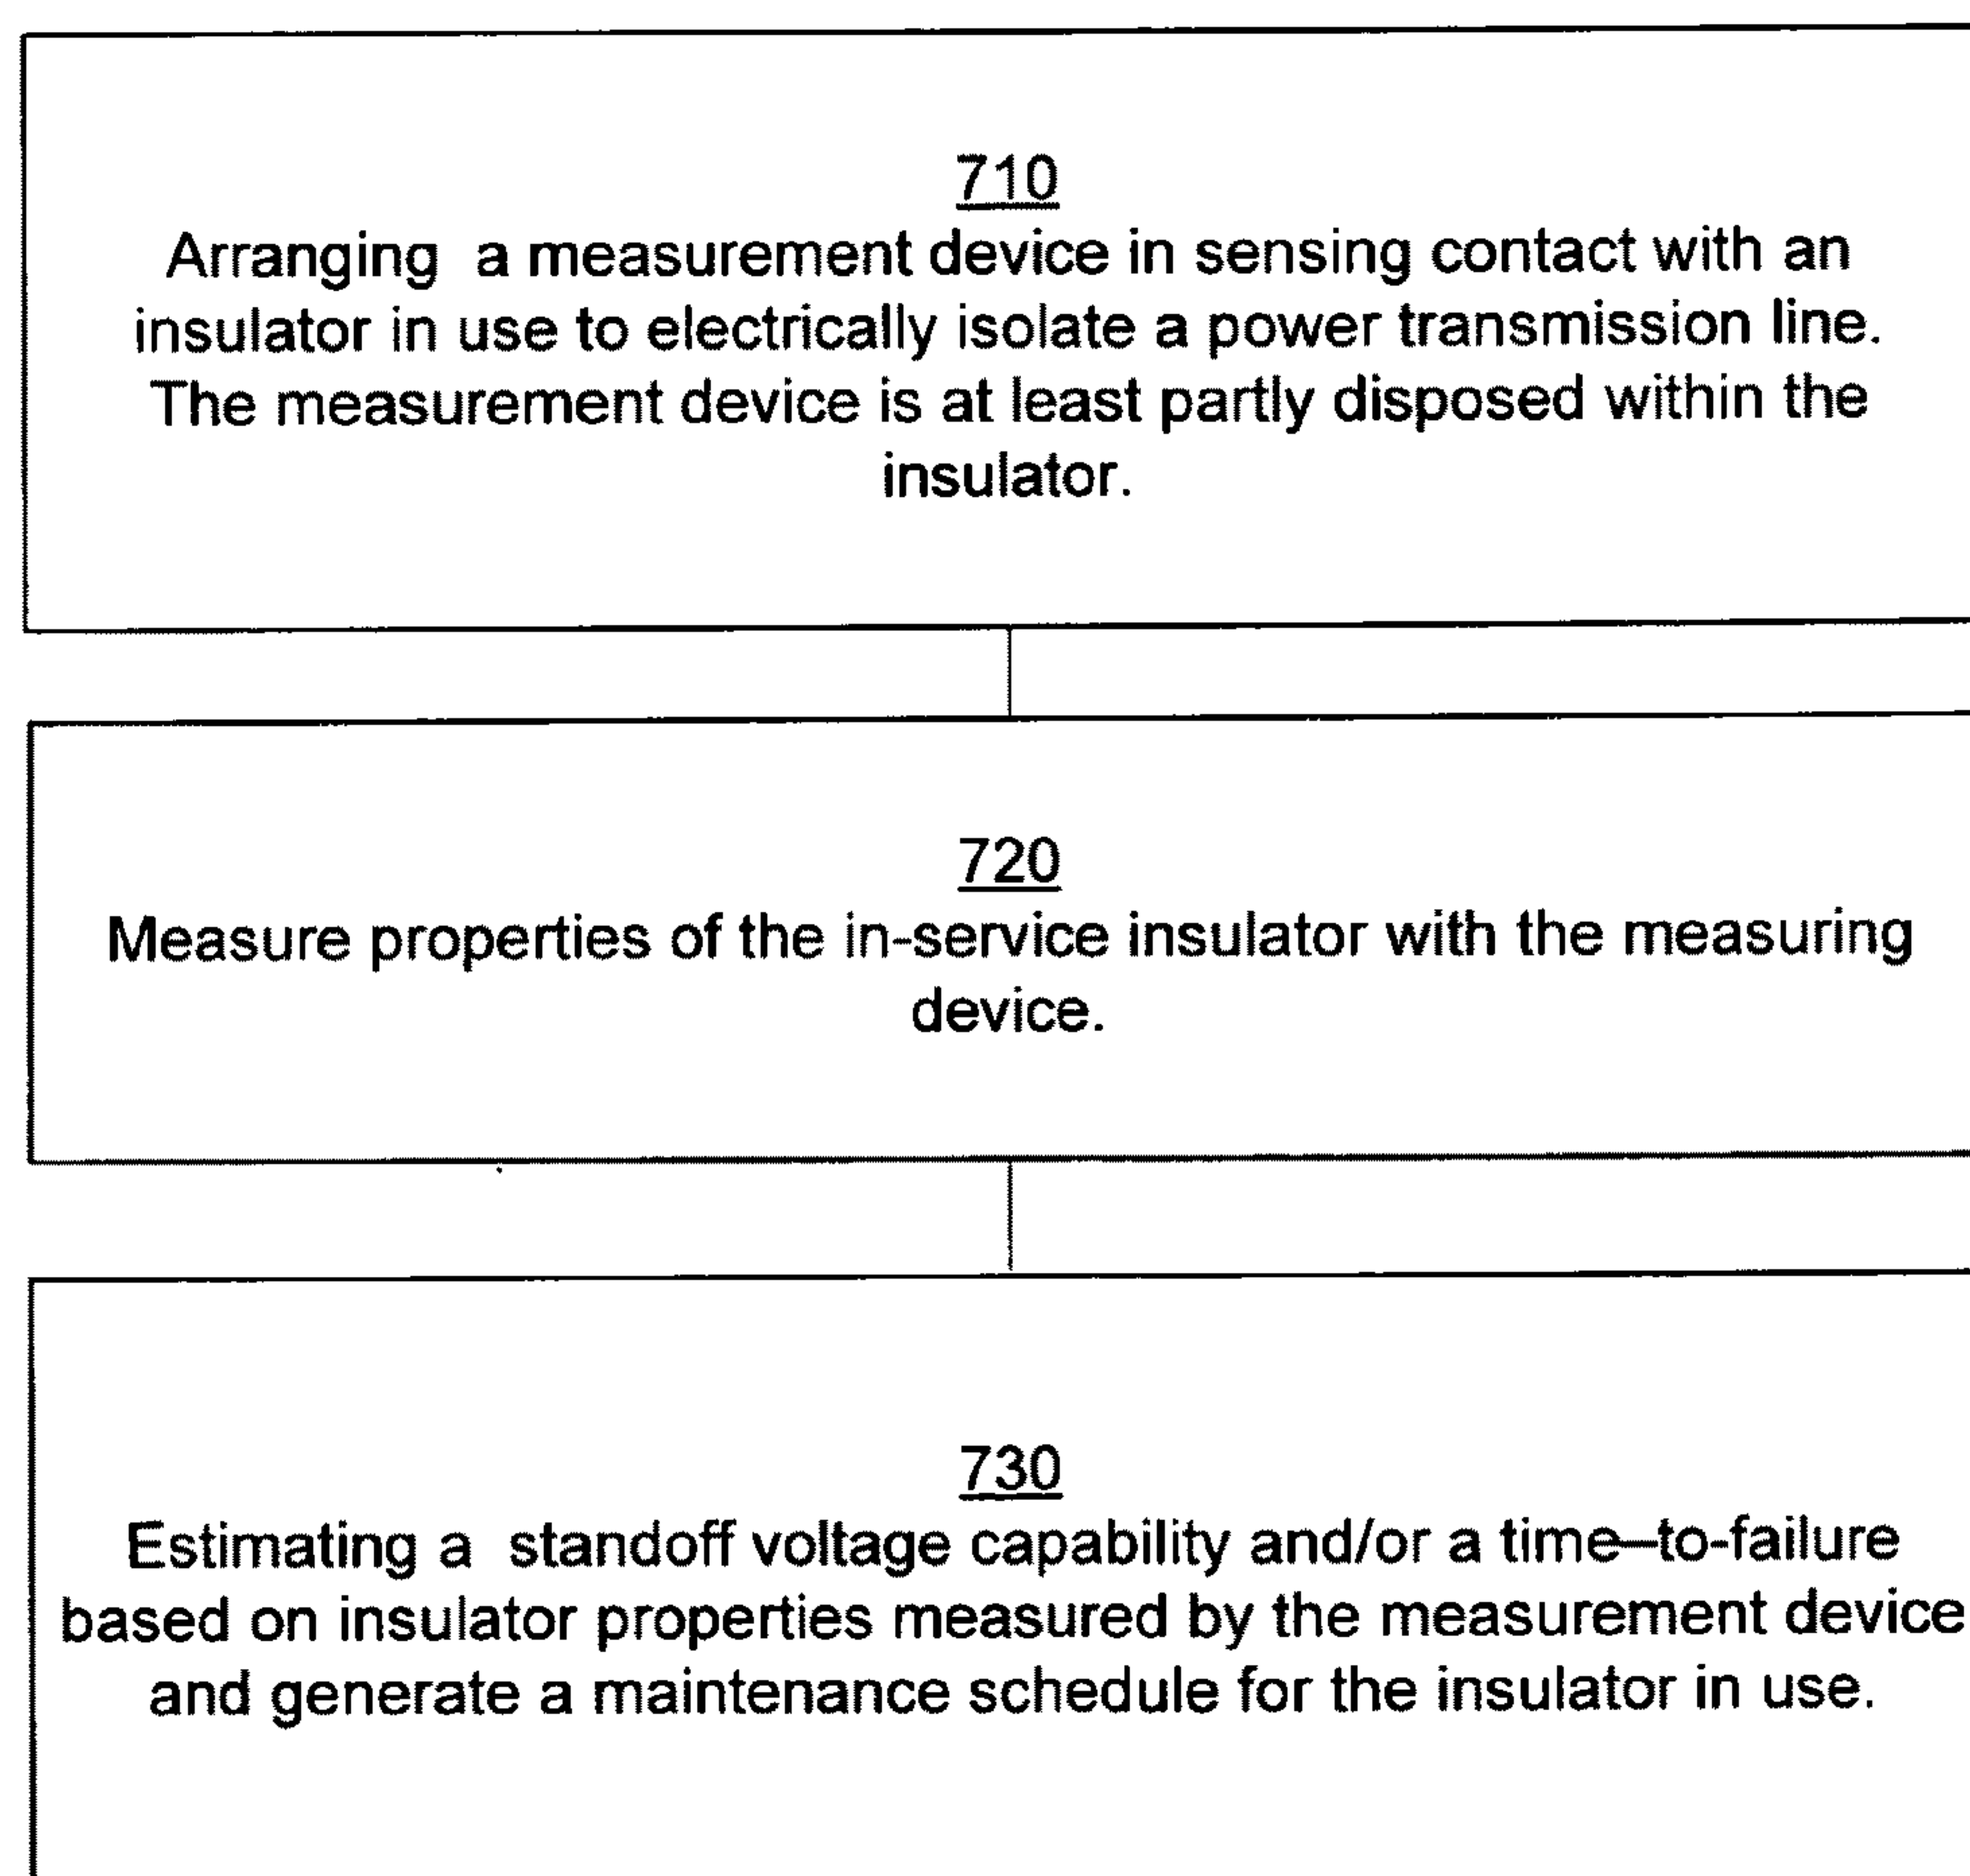 710
Arranging a measurement device in sensing contact with an
insulator in use to electrically isolate a power transmission line.
The measurement device is at least partly disposed within the
insulator.
720
Measure properties of the in-service insulator with the measuring
device.
730
Estimating a standoff voltage capability and/or a time–to-failure
based on insulator properties measured by the measurement device
and generate a maintenance schedule for the insulator in use.